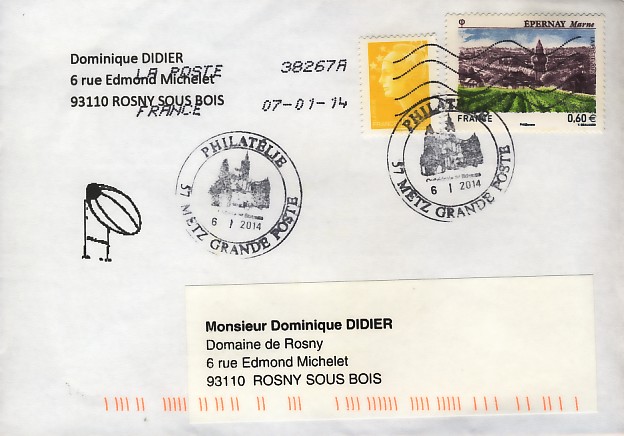 Dominique DIDIER
6 rue Edmond Michelet
93110 ROSNY SOUS BOIS
LA POSTE 38267A
FRANCE 07-01-14
ÉPERNAY Marne
FRANCE 0,60 €
PHILATÉLIE
6 1 2014
57 METZ GRANDE POSTE
PHILATÉLIE
6 1 2014
57 METZ GRANDE POSTE
Monsieur Dominique DIDIER
Domaine de Rosny
6 rue Edmond Michelet
93110 ROSNY SOUS BOIS